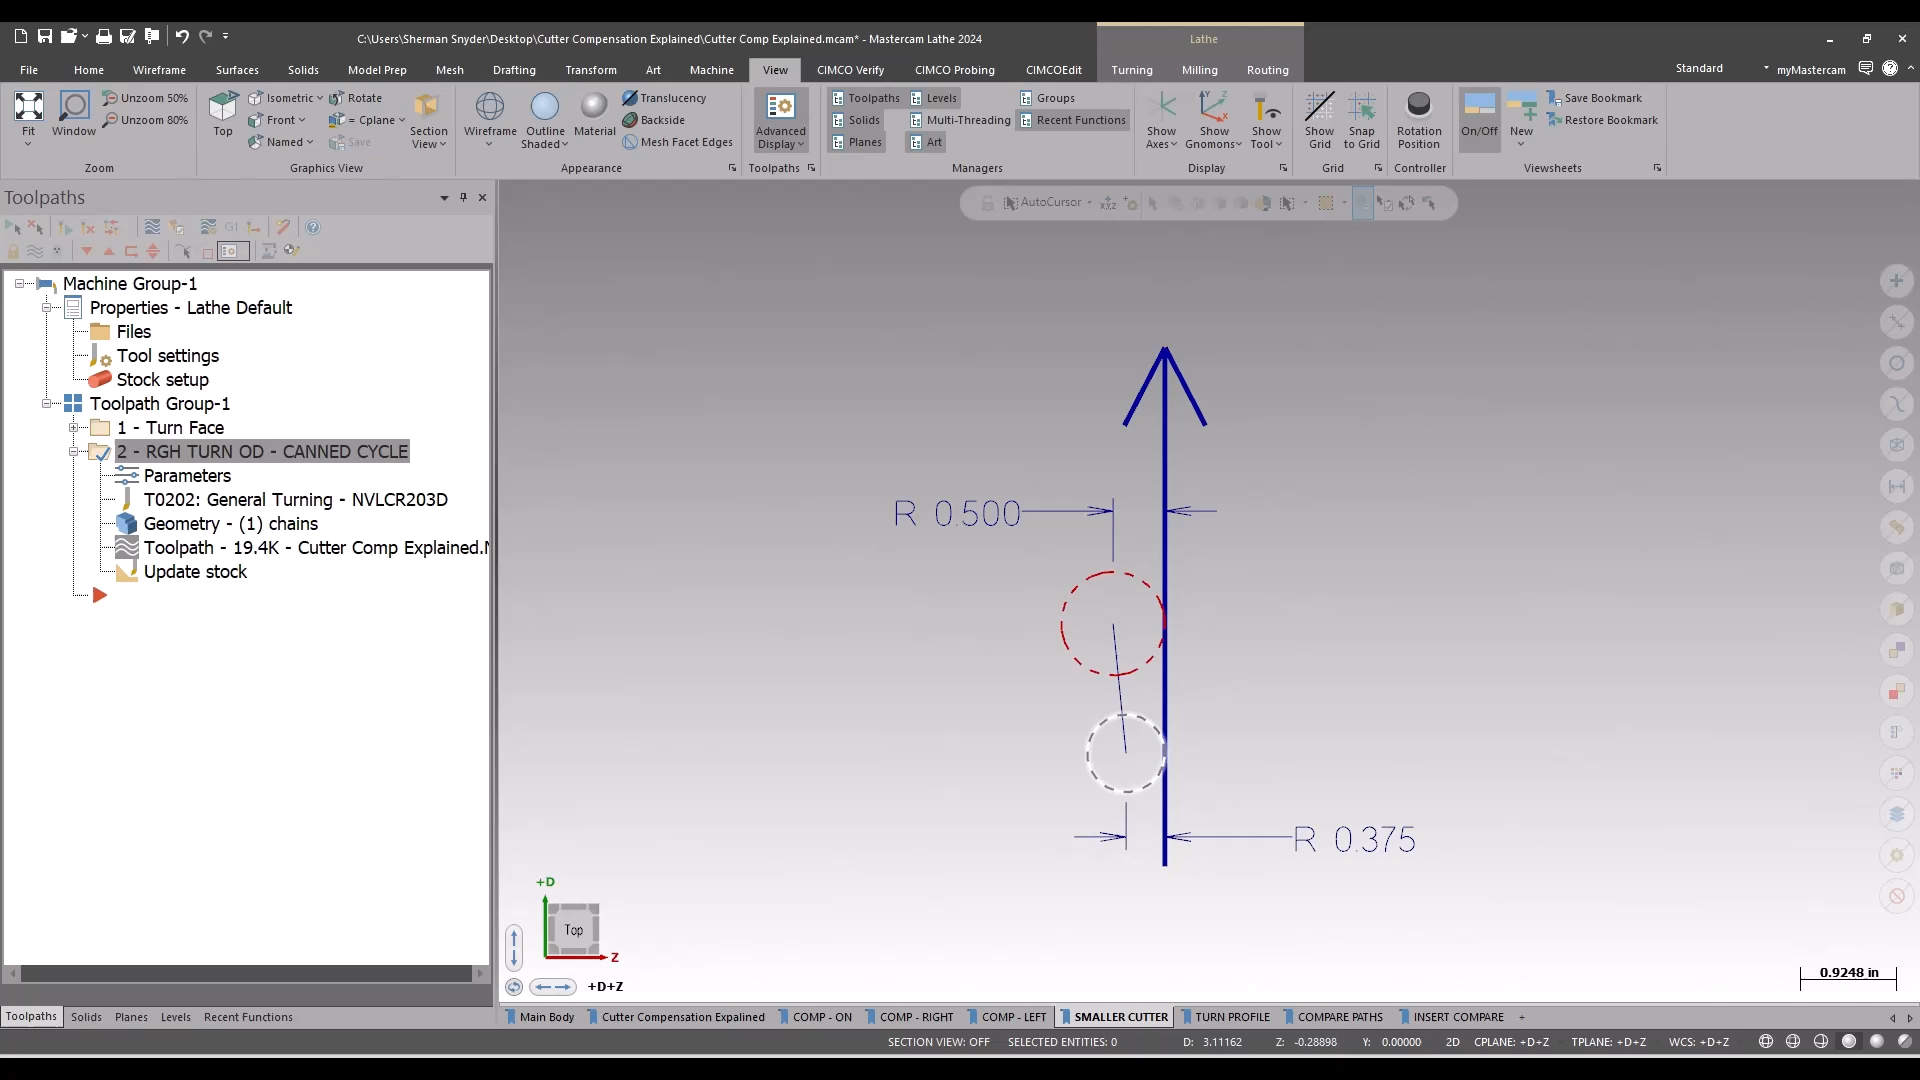 C:\Users\Sherman Snyder\Desktop\Cutter Compensation Explained\Cutter Comp Explained.mcam* - Mastercam Lathe 2024
Lathe
File Home Wireframe Surfaces Solids Model Prep Mesh Drafting Transform Art Machine View CIMCO Verify CIMCO Probing CIMCOEdit Turning Milling Routing Standard myMastercam
Fit Window Unzoom 50% Unzoom 80%
Zoom
Top Isometric Front Named Rotate = Cplane Save Section View
Graphics View
Wireframe Outline Shaded Material Translucency Backside Mesh Facet Edges
Appearance
Advanced Display
Toolpaths
Toolpaths Solids Planes Levels Multi-Threading Art Groups Recent Functions
Managers
Show Axes Show Gnomons Show Tool
Display
Show Grid Snap to Grid
Grid
Rotation Position
Controller
On/Off New Save Bookmark Restore Bookmark
Viewsheets
Toolpaths
AutoCursor
XYZ
G1
Machine Group-1
Properties - Lathe Default
Files
Tool settings
Stock setup
Toolpath Group-1
1 - Turn Face
2 - RGH TURN OD - CANNED CYCLE
Parameters
T0202: General Turning - NVLCR203D
Geometry - (1) chains
Toolpath - 19.4K - Cutter Comp Explained.N
Update stock
R 0.500
R 0.375
+D
Top
Z
+D+Z
0.9248 in
Toolpaths Solids Planes Levels Recent Functions
Main Body Cutter Compensation Expalined COMP - ON COMP - RIGHT COMP - LEFT SMALLER CUTTER TURN PROFILE COMPARE PATHS INSERT COMPARE +
SECTION VIEW: OFF SELECTED ENTITIES: 0 D: 3.11162 Z: -0.28898 Y: 0.00000 2D CPLANE: +D+Z TPLANE: +D+Z WCS: +D+Z